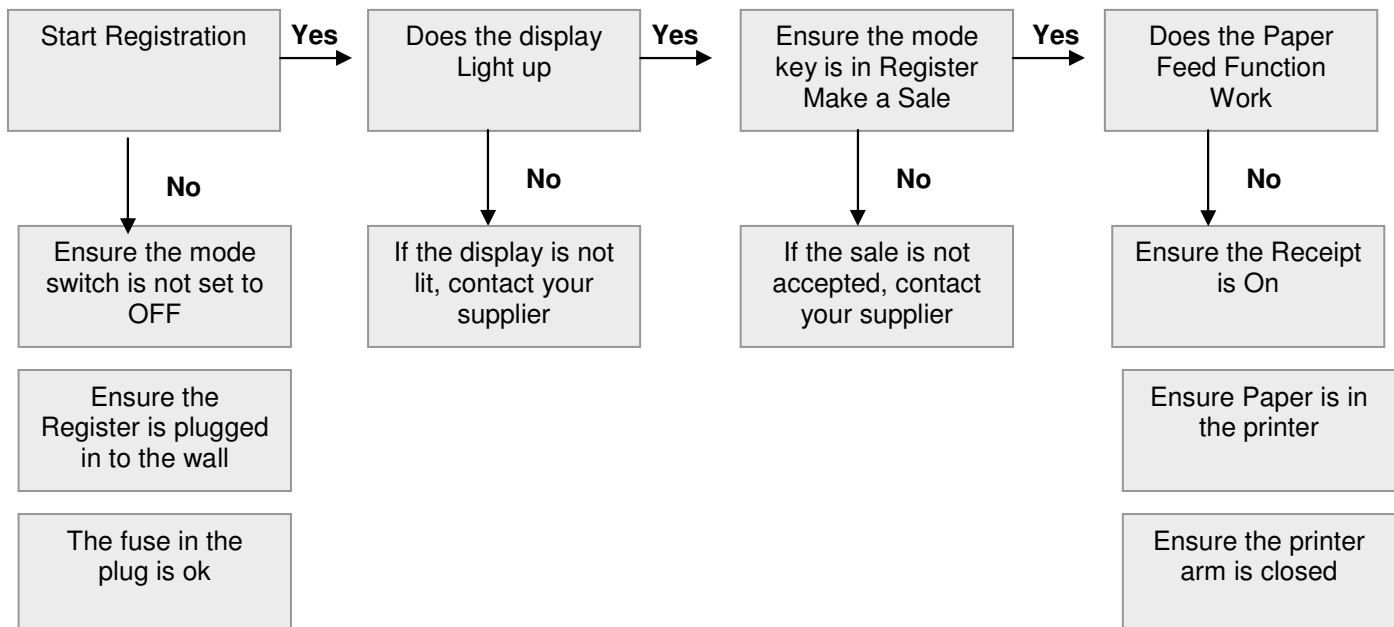 Start Registration
Yes
Does the display
Light up
Yes
Ensure the mode
key is in Register
Make a Sale
Yes
Does the Paper
Feed Function
Work
No
No
No
No
Ensure the mode
switch is not set to
OFF
If the display is not
lit, contact your
supplier
If the sale is not
accepted, contact
your supplier
Ensure the Receipt
is On
Ensure the
Register is plugged
in to the wall
Ensure Paper is in
the printer
The fuse in the
plug is ok
Ensure the printer
arm is closed